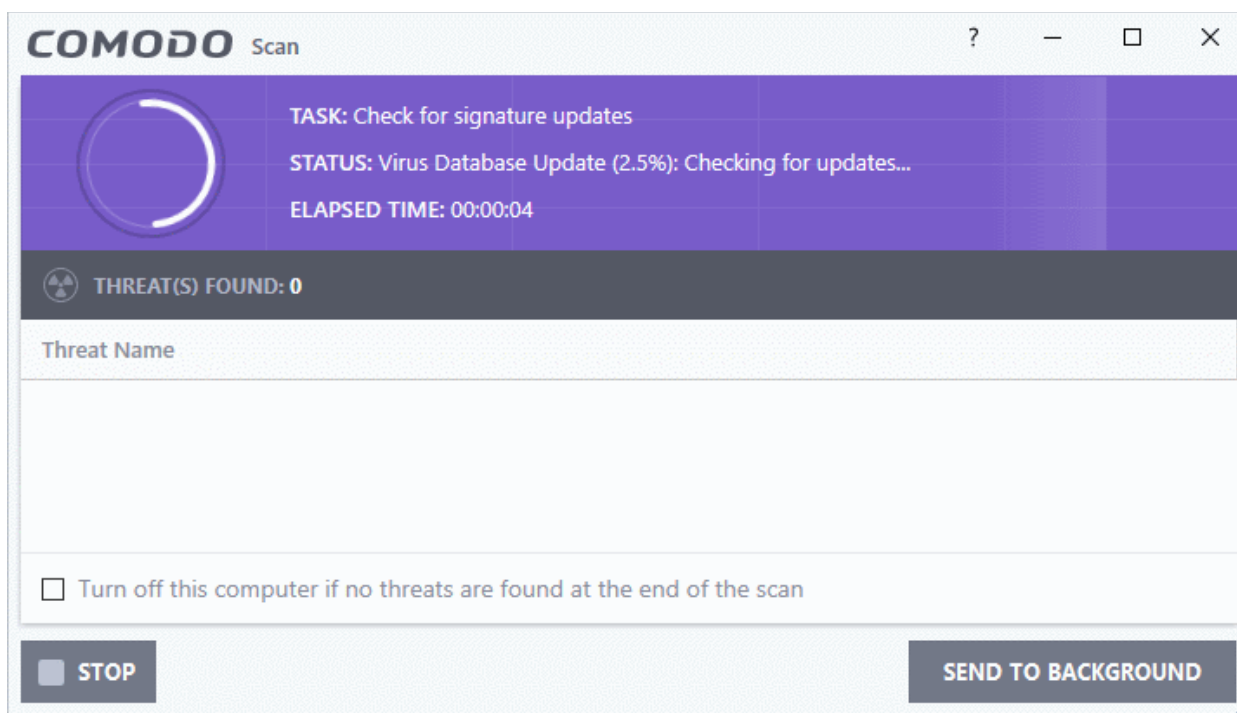 COMODO Scan ?
TASK: Check for signature updates
STATUS: Virus Database Update (2.5%): Checking for updates...
ELAPSED TIME: 00:00:04
THREAT(S) FOUND: 0
Threat Name
Turn off this computer if no threats are found at the end of the scan
STOP
SEND TO BACKGROUND